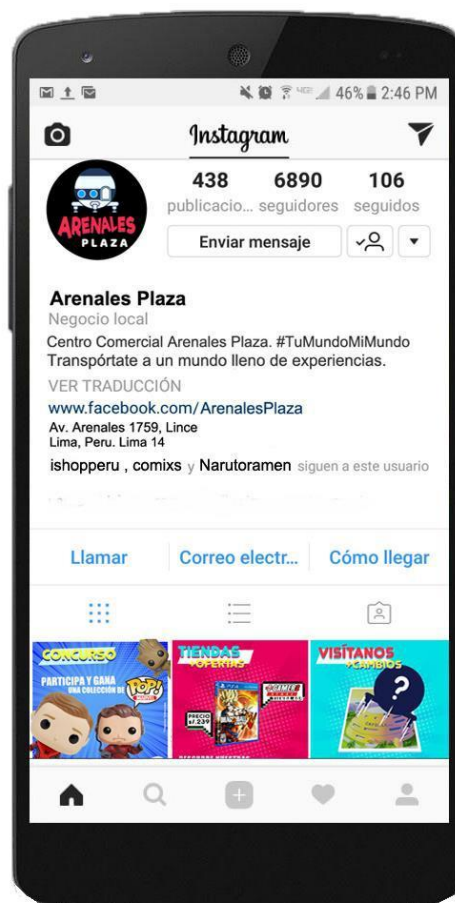 46% 2:46 PM
Instagram
438 6890 106
publicacio... seguidores seguidos
ARENALES
PLAZA
Enviar mensaje
Arenales Plaza
Negocio local
Centro Comercial Arenales Plaza. #TuMundoMiMundo
Transpórtate a un mundo lleno de experiencias.
VER TRADUCCIÓN
www.facebook.com/ArenalesPlaza
Av. Arenales 1759, Lince
Lima, Peru. Lima 14
ishopperu , comixs y Narutoramen siguen a este usuario
Llamar Correo electr... Cómo llegar
CONCURSO
PARTICIPA Y GANA
UNA COLECCIÓN DE POP!
TIENDAS
+OFERTAS
PRECIO
S/.239
VISÍTANOS
+CAMBIOS
?